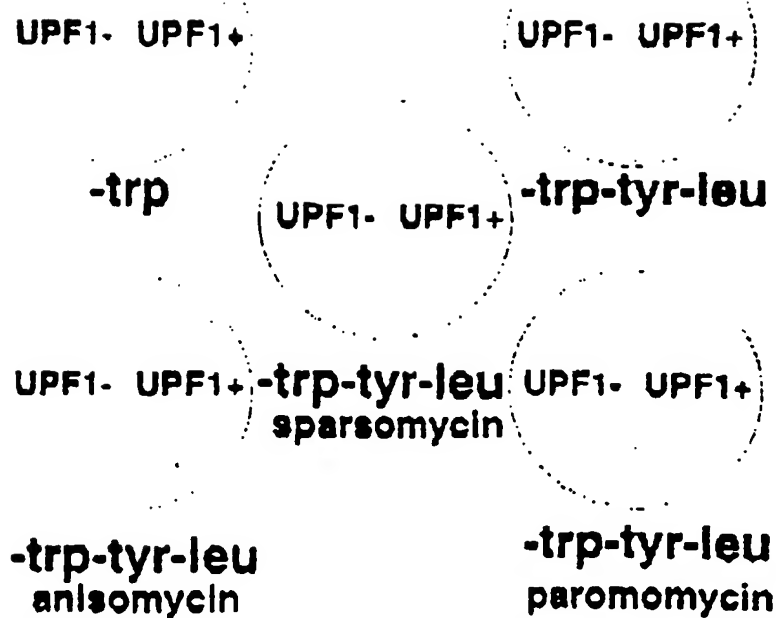 UPF1- UPF1+
UPF1- UPF1+
-trp
-trp-tyr-leu
UPF1- UPF1+
UPF1- UPF1+
-trp-tyr-leu
sparsomycin
UPF1- UPF1+
-trp-tyr-leu
anisomycin
-trp-tyr-leu
paromomycin